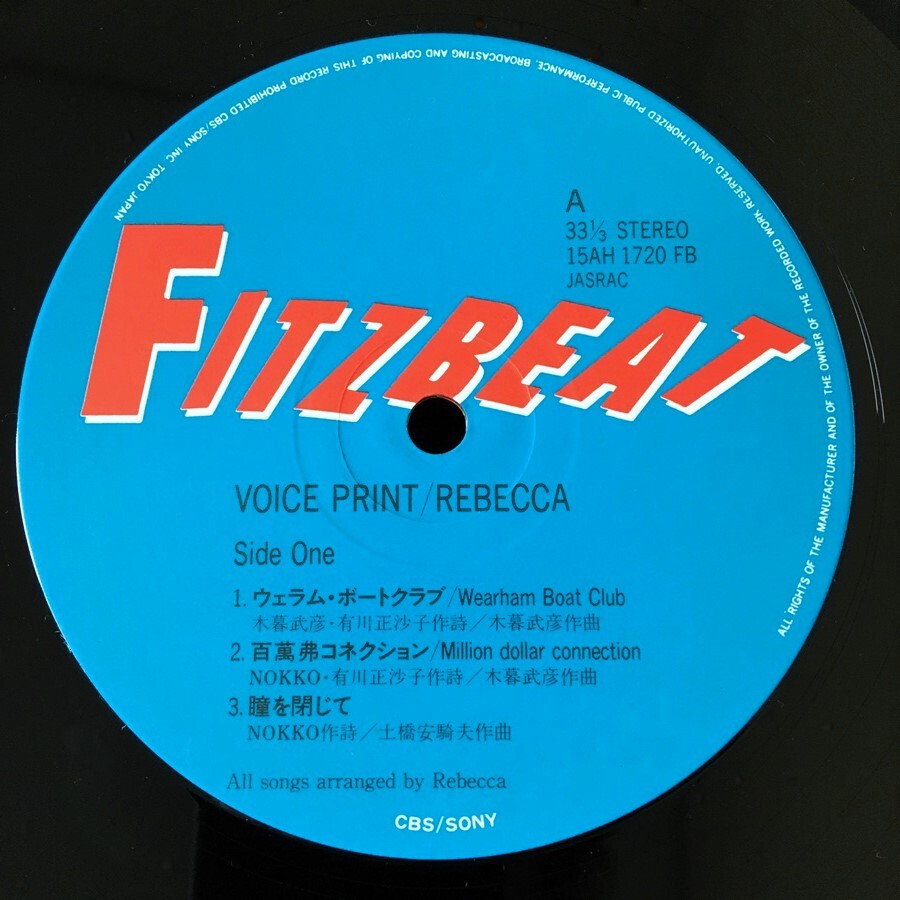 ALL RIGHTS OF THE MANUFACTURER AND OF THE OWNER OF THE RECORDED WORK RESERVED. UNAUTHORIZED PUBLIC PERFORMANCE, BROADCASTING AND COPYING OF THIS RECORD PROHIBITED CBS/SONY INC. TOKYO JAPAN
A
33⅓ STEREO
15AH 1720 FB
JASRAC
FITZBEAT
VOICE PRINT/REBECCA
Side One
1. ウェラム・ボートクラブ/Wearham Boat Club
木暮武彦・有川正沙子作詩/木暮武彦作曲
2. 百萬弗コネクション/Million dollar connection
NOKKO・有川正沙子作詩/木暮武彦作曲
3. 瞳を閉じて
NOKKO作詩/土橋安騎夫作曲
All songs arranged by Rebecca
CBS/SONY